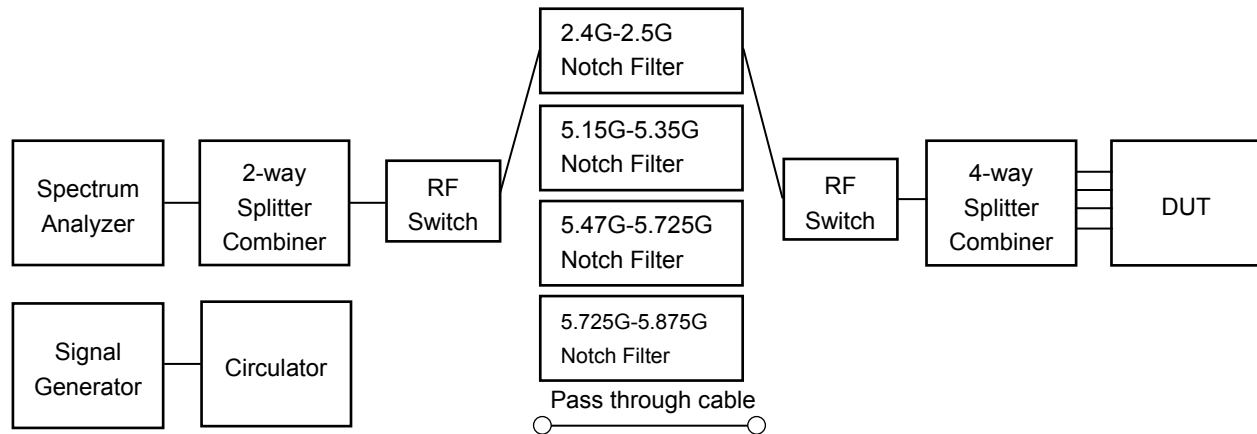 2.4G-2.5G
Notch Filter
5.15G-5.35G
Notch Filter
5.47G-5.725G
Notch Filter
5.725G-5.875G
Notch Filter
Pass through cable
Spectrum
Analyzer
2-way
Splitter
Combiner
RF
Switch
RF
Switch
4-way
Splitter
Combiner
DUT
Signal
Generator
Circulator